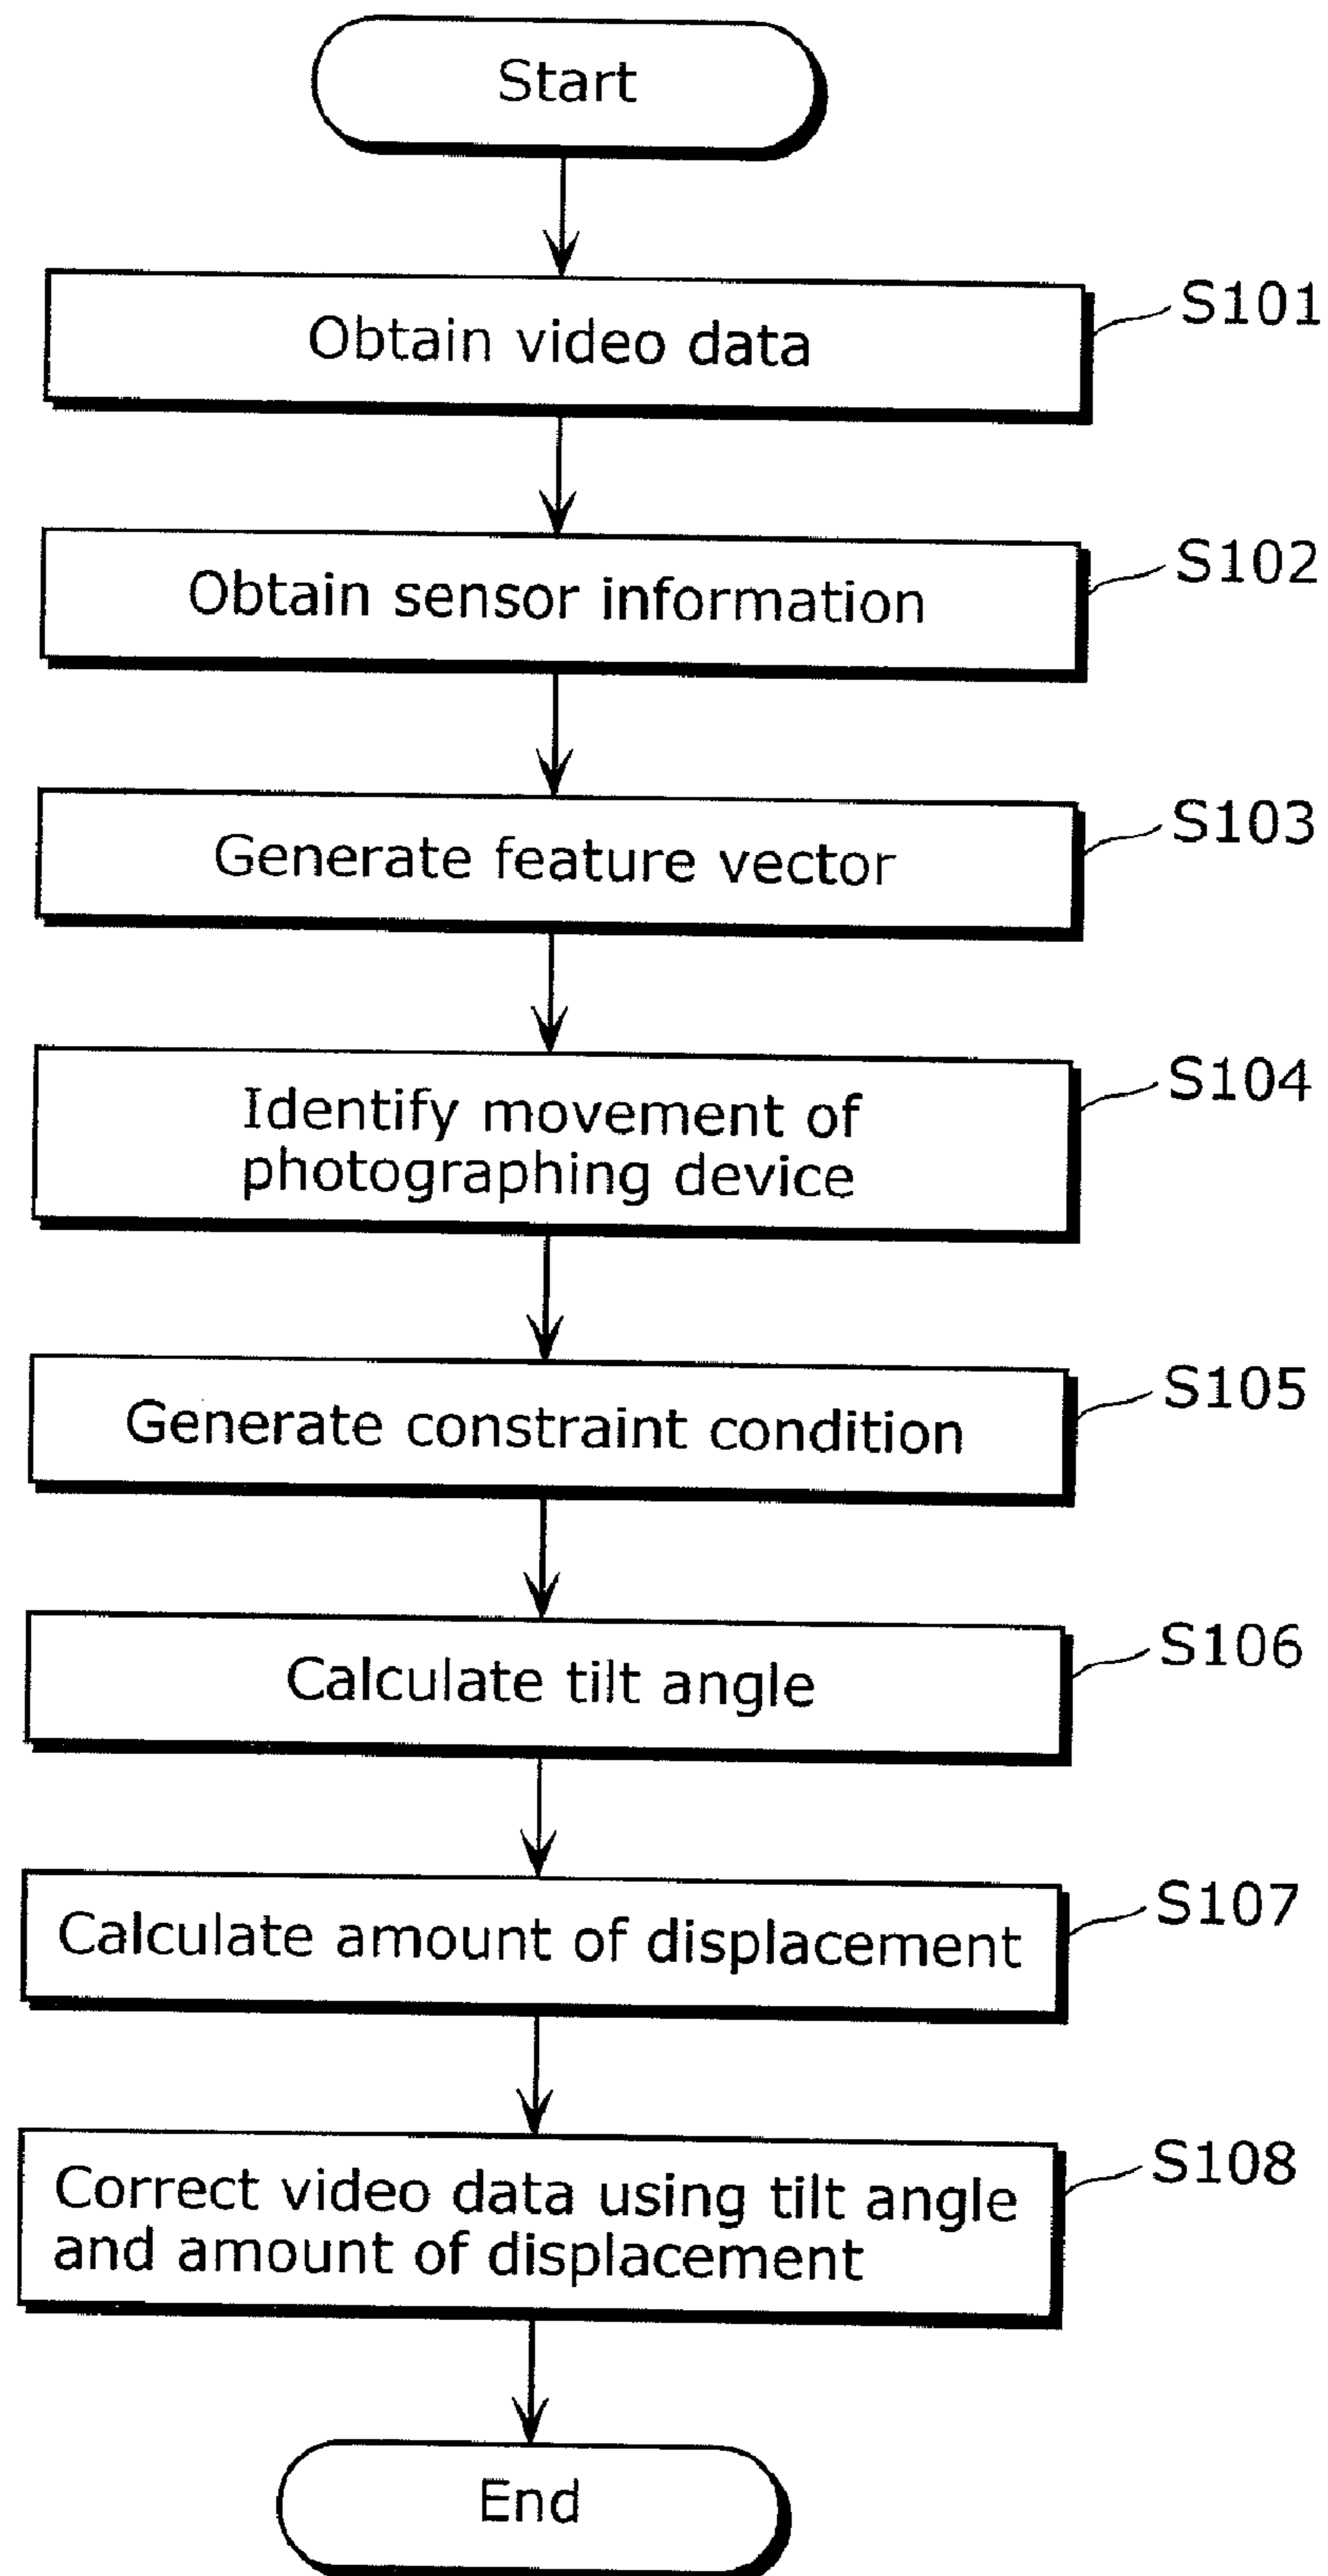 Start
Obtain video data
S101
Obtain sensor information
S102
Generate feature vector
S103
Identify movement of
photographing device
S104
Generate constraint condition
S105
Calculate tilt angle
S106
Calculate amount of displacement
S107
Correct video data using tilt angle
and amount of displacement
S108
End